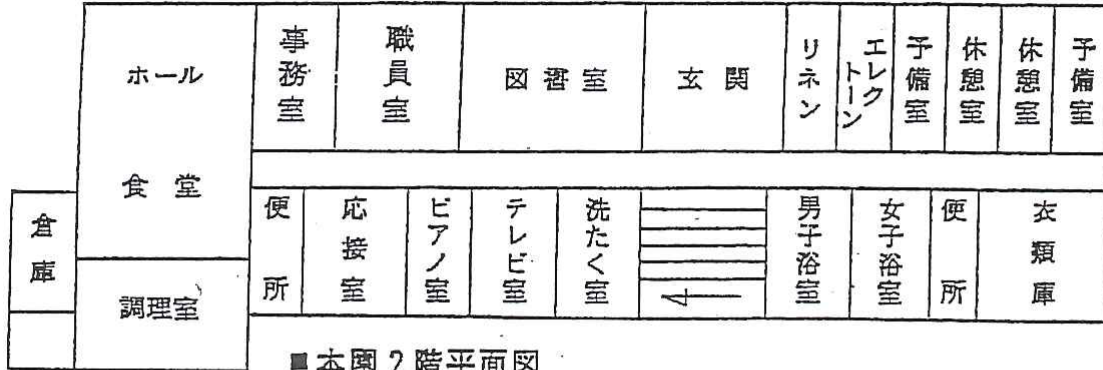 ホール
食堂
事務室
職員室
図書室
玄関
リネン
エレクトーン
予備室
休憩室
休憩室
予備室
倉庫
調理室
便所
応接室
ピアノ室
テレビ室
洗たく室
男子浴室
女子浴室
便所
衣類庫
■本園2階平面図